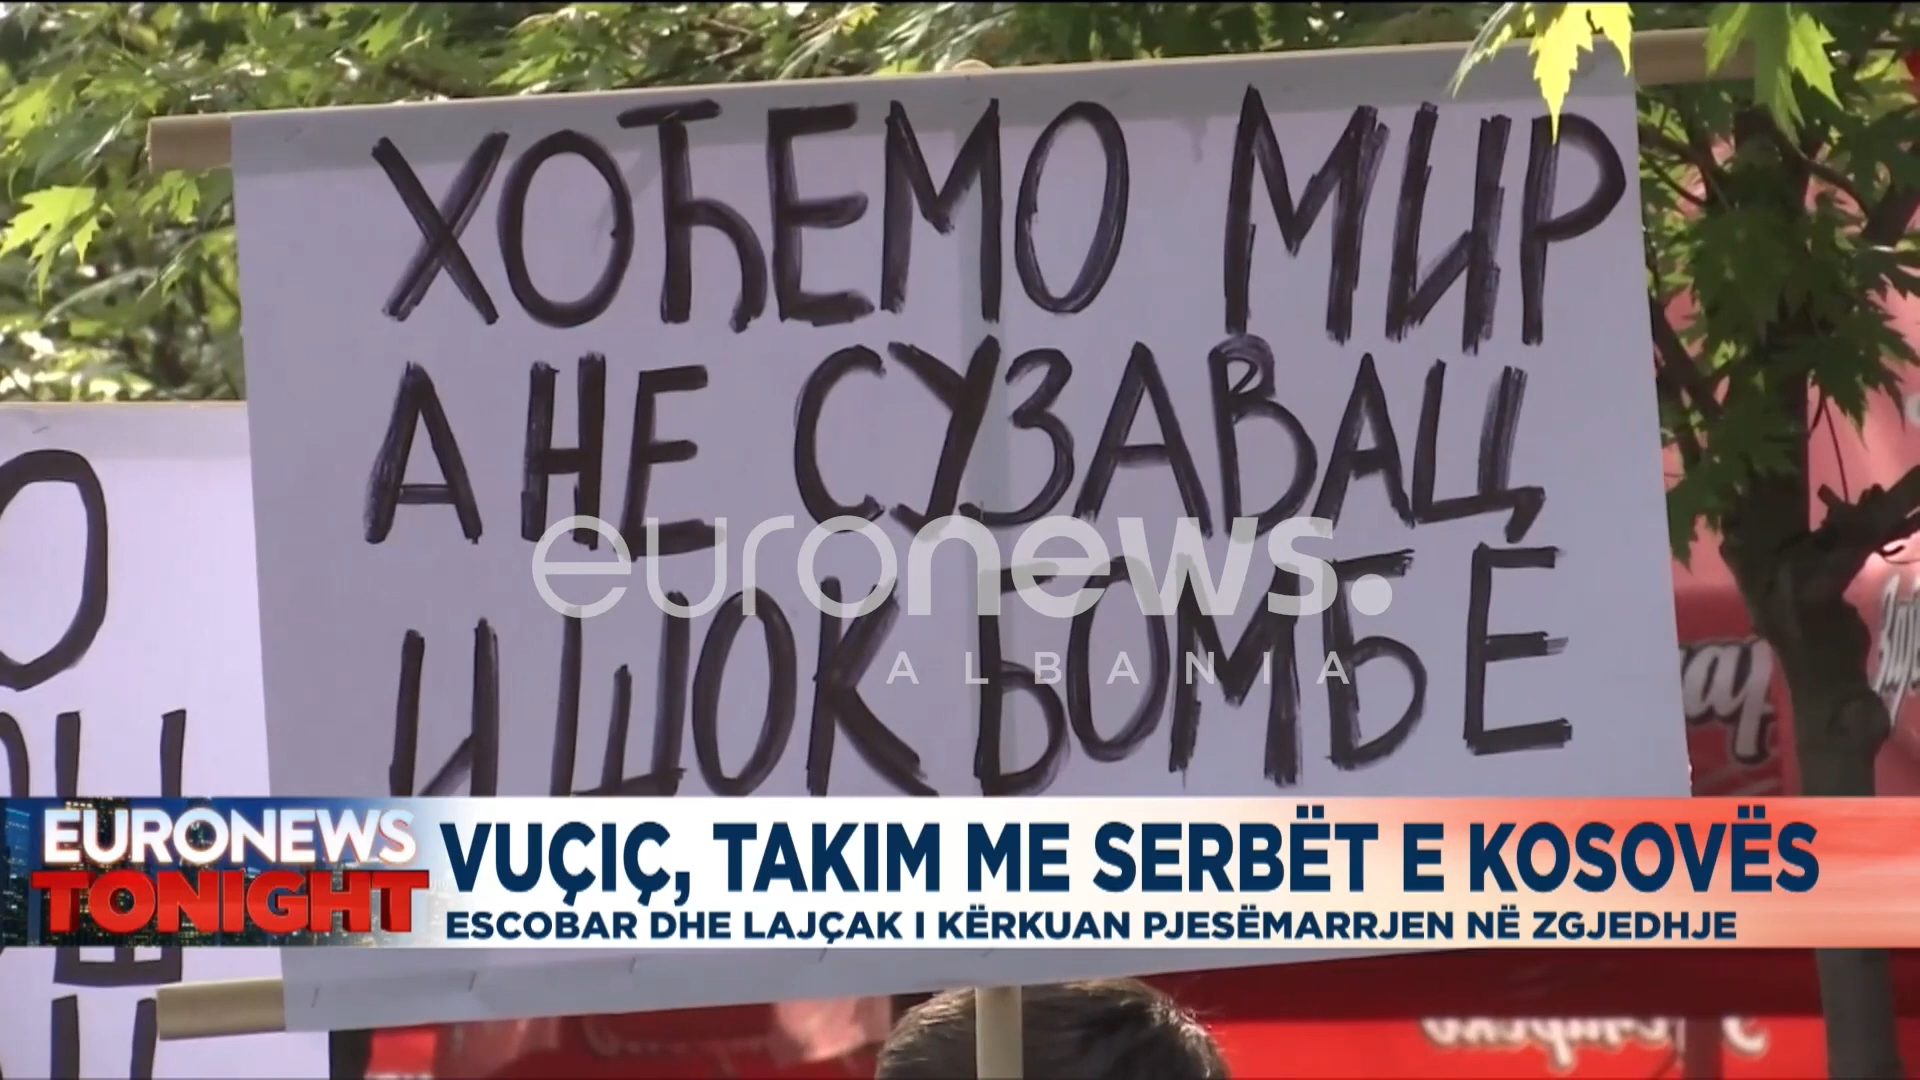 ХОЋЕМО МИР
А НЕ СУЗАВАЦ
И ШОК БОМБЕ
euronews.
ALBANIA
EURONEWS
TONIGHT
VUÇIÇ, TAKIM ME SERBËT E KOSOVËS
ESCOBAR DHE LAJÇAK I KËRKUAN PJESËMARRJEN NË ZGJEDHJE